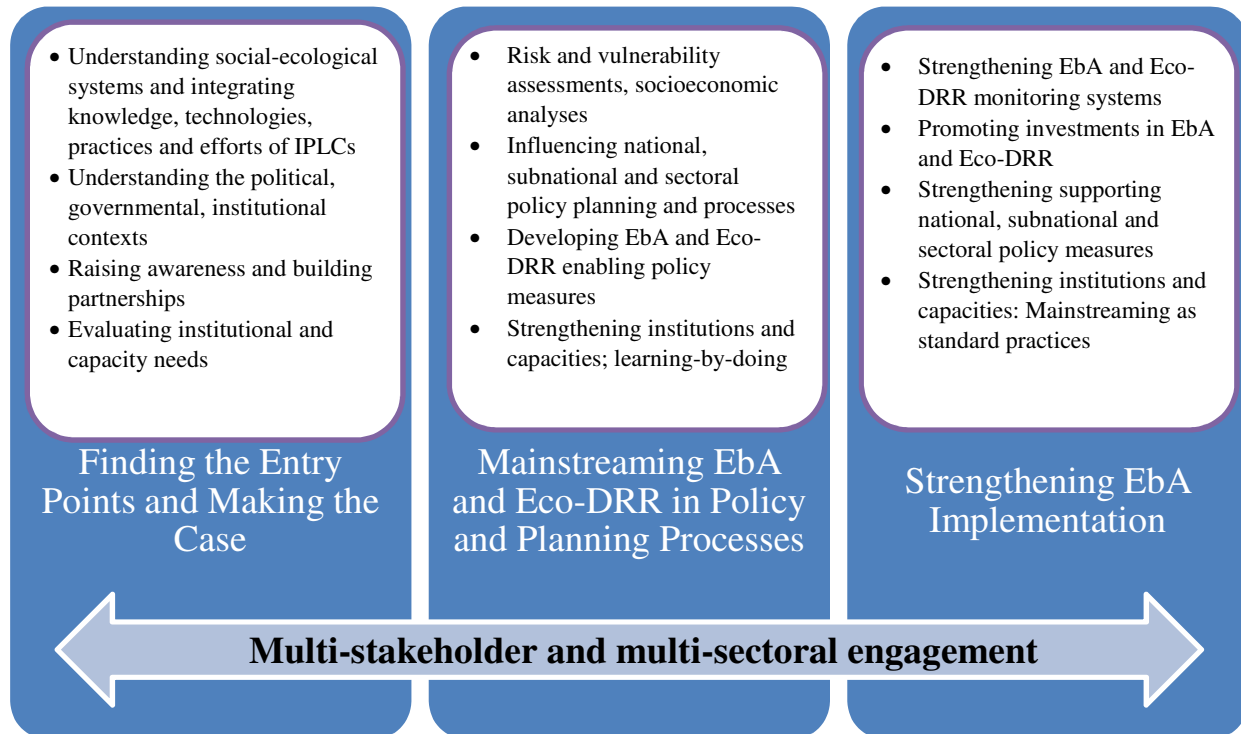 • Understanding social-ecological
systems and integrating
knowledge, technologies,
practices and efforts of IPLCs
• Understanding the political,
governmental, institutional
contexts
• Raising awareness and building
partnerships
• Evaluating institutional and
capacity needs
Finding the Entry
Points and Making the
Case
• Risk and vulnerability
assessments, socioeconomic
analyses
• Influencing national,
subnational and sectoral
policy planning and processes
• Developing EbA and Eco-
DRR enabling policy
measures
• Strengthening institutions and
capacities; learning-by-doing
Mainstreaming EbA
and Eco-DRR in Policy
and Planning Processes
• Strengthening EbA and Eco-
DRR monitoring systems
• Promoting investments in EbA
and Eco-DRR
• Strengthening supporting
national, subnational and
sectoral policy measures
• Strengthening institutions and
capacities: Mainstreaming as
standard practices
Strengthening EbA
Implementation
Multi-stakeholder and multi-sectoral engagement